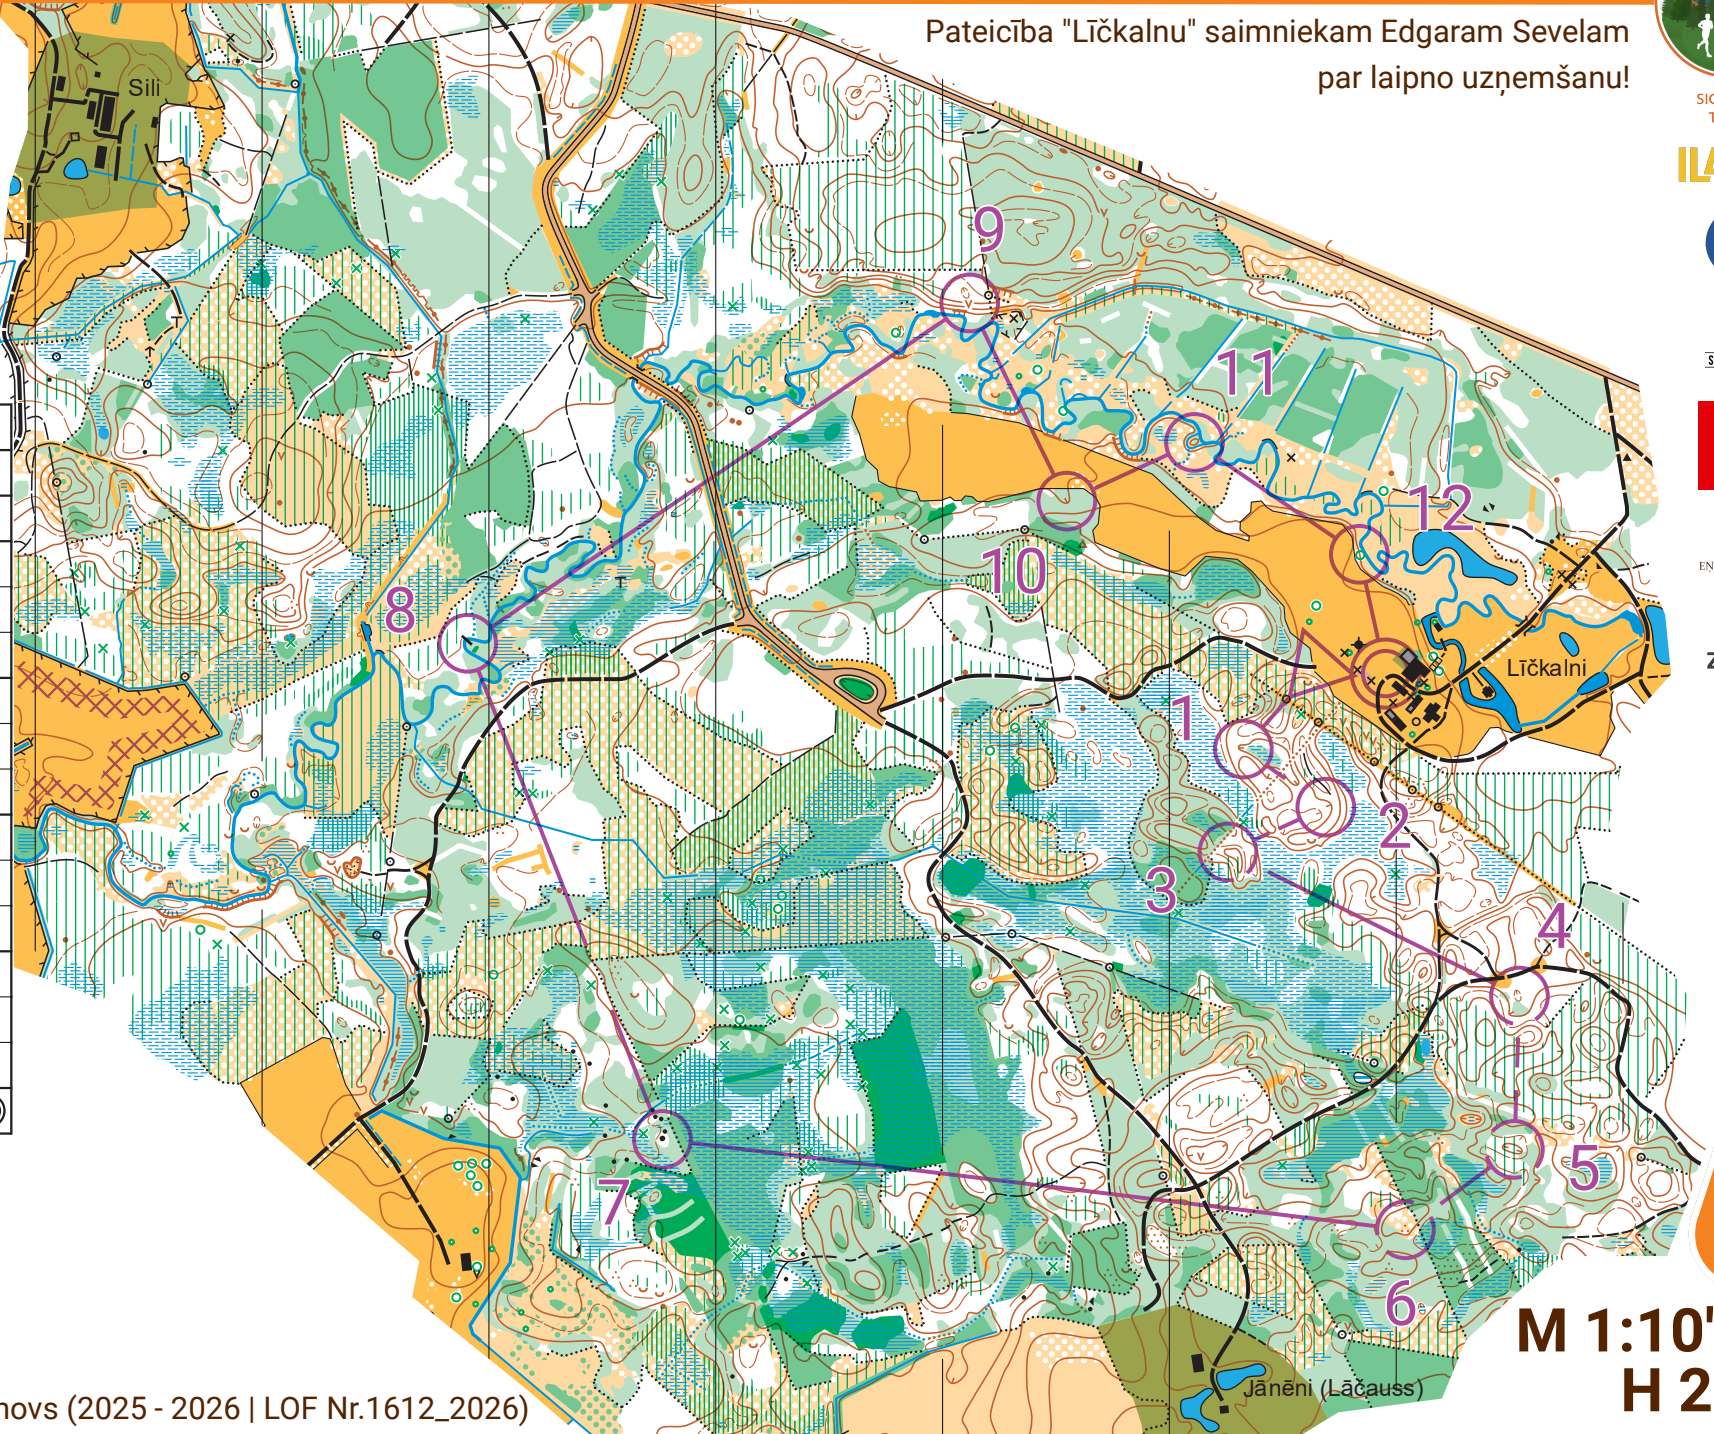 Pateicība "Līčkalnu" saimniekam Edgaram Sevelam
par laipno uzņemšanu!
Sili
9
11
12
10
8
Līčkalni
1
2
3
4
5
7
6
M 1:10'
H 2
Jānēni (Lāčauss)
novs (2025 - 2026 | LOF Nr.1612_2026)